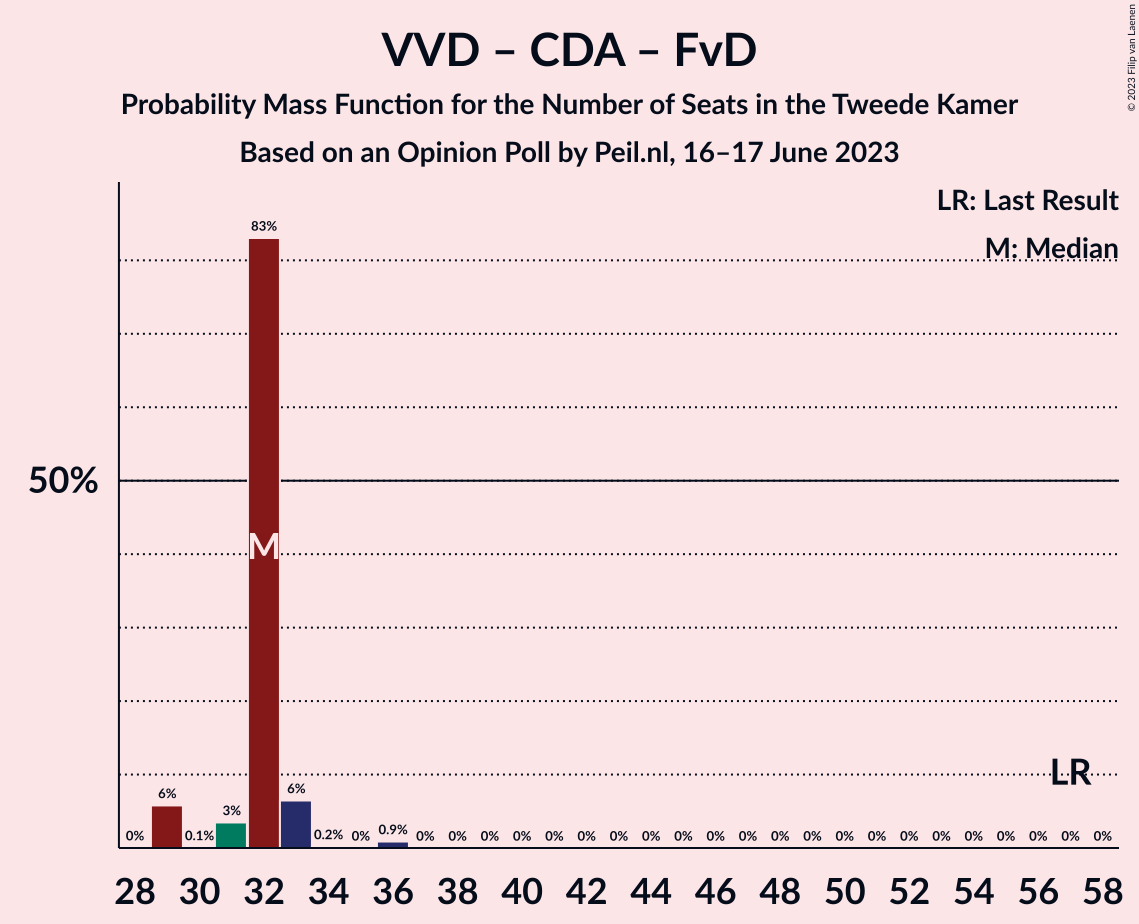 VVD – CDA – FvD
Probability Mass Function for the Number of Seats in the Tweede Kamer
Based on an Opinion Poll by Peil.nl, 16–17 June 2023
© 2023 Filip van Laenen
LR: Last Result
M: Median
50%
83%
M
LR
0% 6% 0.1% 3% 6% 0.2% 0% 0.9% 0% 0% 0% 0% 0% 0% 0% 0% 0% 0% 0% 0% 0% 0% 0% 0% 0% 0% 0% 0% 0% 0%
28 30 32 34 36 38 40 42 44 46 48 50 52 54 56 58